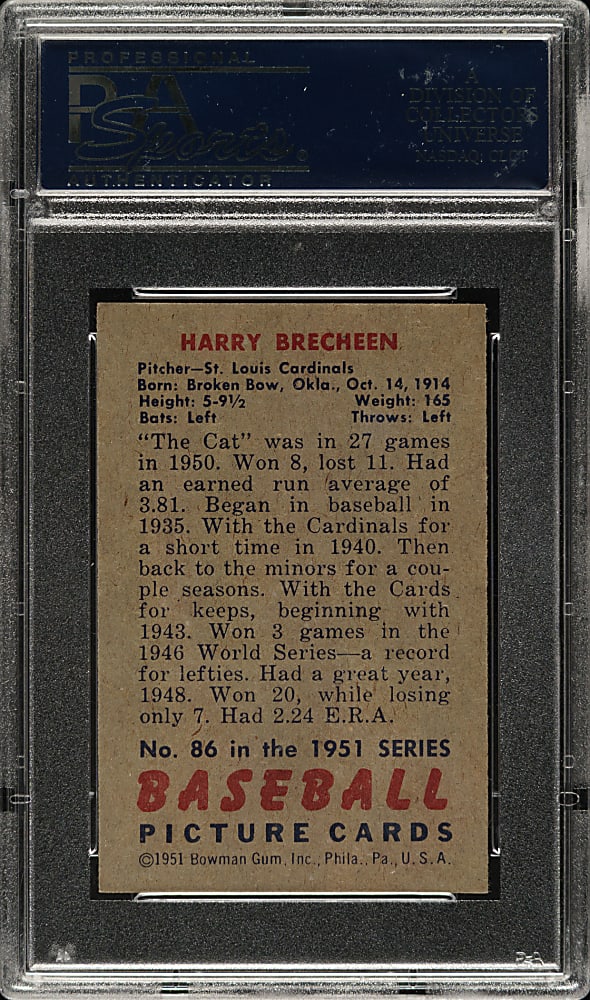 PROFESSIONAL
PSA
Sports®
AUTHENTICATOR
A
DIVISION OF
COLLECTORS
UNIVERSE
NASDAQ: CLCT
HARRY BRECHEEN
Pitcher—St. Louis Cardinals
Born: Broken Bow, Okla., Oct. 14, 1914
Height: 5-9½ Weight: 165
Bats: Left Throws: Left
"The Cat" was in 27 games
in 1950. Won 8, lost 11. Had
an earned run average of
3.81. Began in baseball in
1935. With the Cardinals for
a short time in 1940. Then
back to the minors for a cou-
ple seasons. With the Cards
for keeps, beginning with
1943. Won 3 games in the
1946 World Series—a record
for lefties. Had a great year,
1948. Won 20, while losing
only 7. Had 2.24 E.R.A.
No. 86 in the 1951 SERIES
BASEBALL
PICTURE CARDS
©1951 Bowman Gum, Inc., Phila., Pa., U.S.A.
PSA